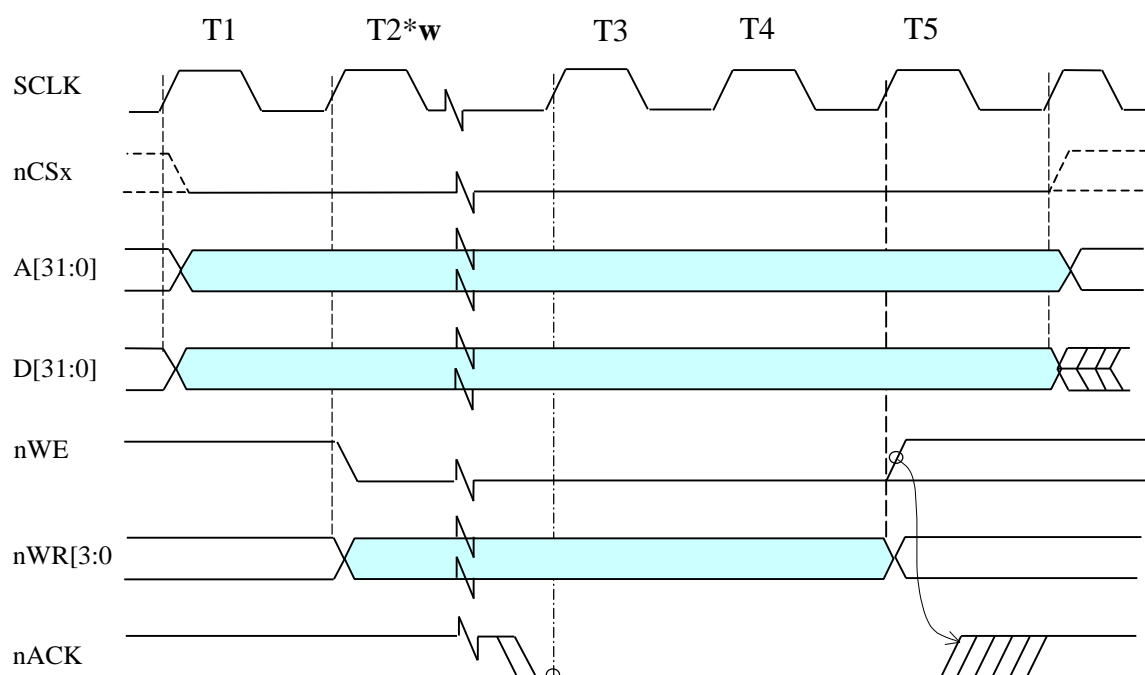 T1 T2*w T3 T4 T5
SCLK
nCSx
A[31:0]
D[31:0]
nWE
nWR[3:0
nACK